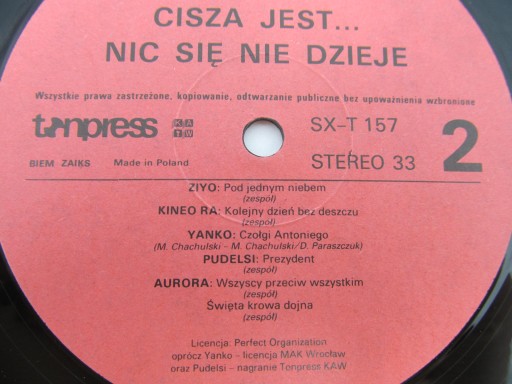 CISZA JEST...
NIC SIĘ NIE DZIEJE
Wszystkie prawa zastrzeżone, kopiowanie, odtwarzanie publiczne bez upoważnienia wzbronione
tonpress KAW
SX-T 157
2
BIEM ZAIKS
Made in Poland
STEREO 33
ZIYO: Pod jednym niebem
(zespół)
KINEO RA: Kolejny dzień bez deszczu
(zespół)
YANKO: Czołgi Antoniego
(M. Chachulski - M. Chachulski/D. Paraszczuk)
PUDELSI: Prezydent
(zespół)
AURORA: Wszyscy przeciw wszystkim
(zespół)
Święta krowa dojna
(zespół)
Licencja: Perfect Organization
oprócz Yanko - licencja MAK Wrocław
oraz Pudelsi - nagranie Tonpress KAW